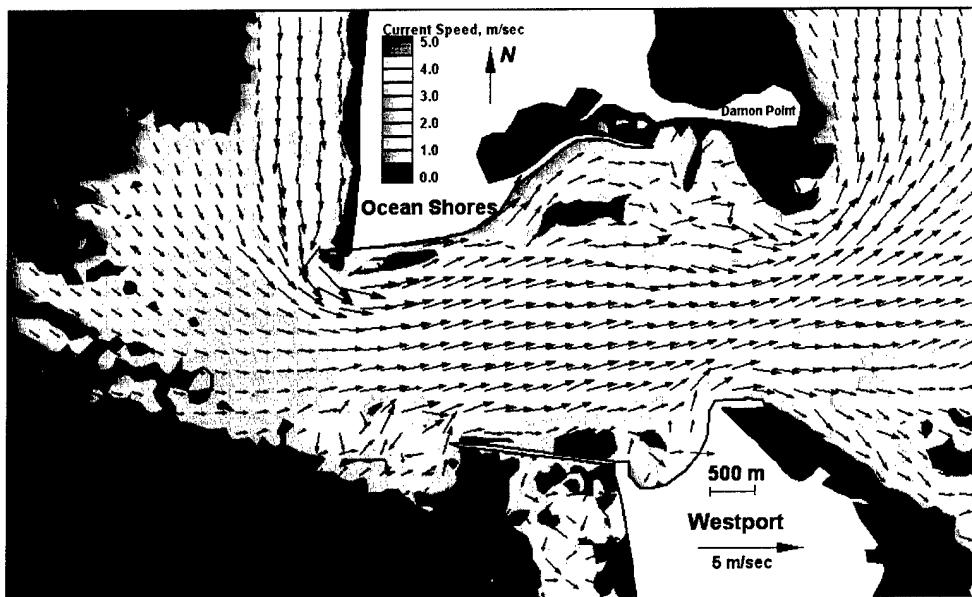 Current Speed, m/sec
5.0
4.0
3.0
2.0
1.0
0.0
N
Damon Point
Ocean Shores
500 m
Westport
5 m/sec